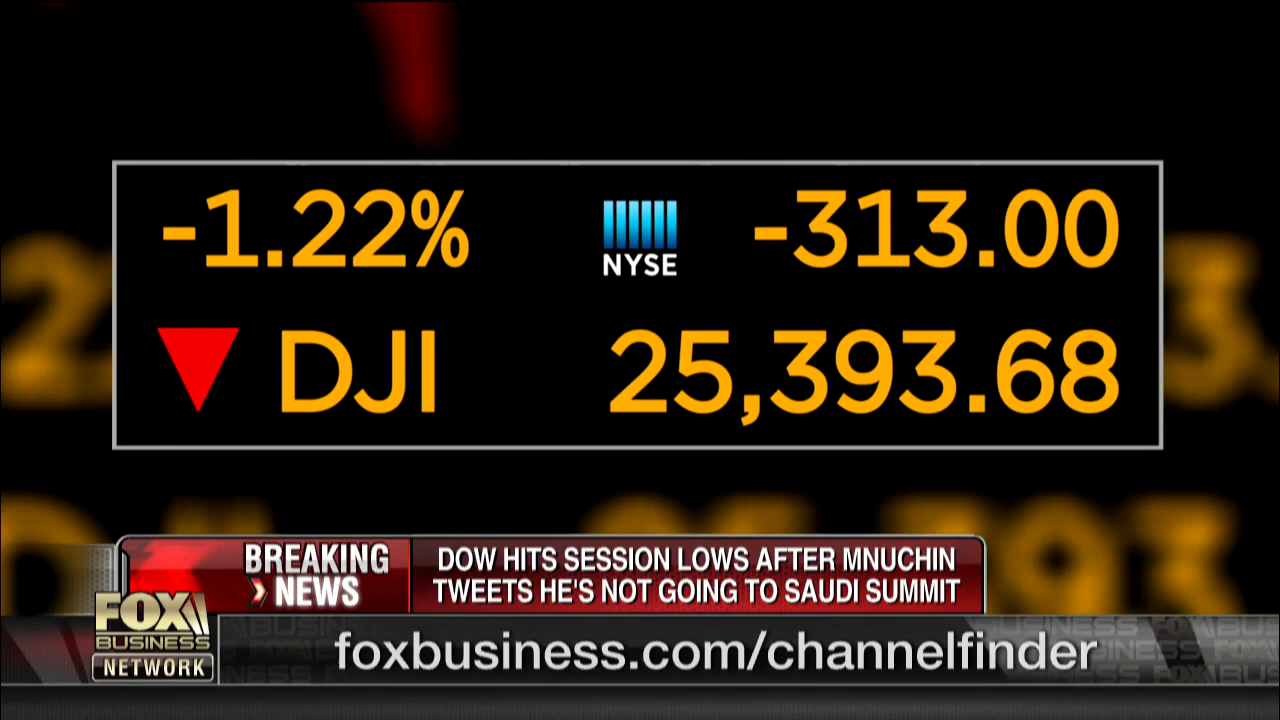 -1.22%
NYSE
-313.00
DJI
25,393.68
BREAKING
NEWS
DOW HITS SESSION LOWS AFTER MNUCHIN
TWEETS HE'S NOT GOING TO SAUDI SUMMIT
FOX
BUSINESS
NETWORK
foxbusiness.com/channelfinder